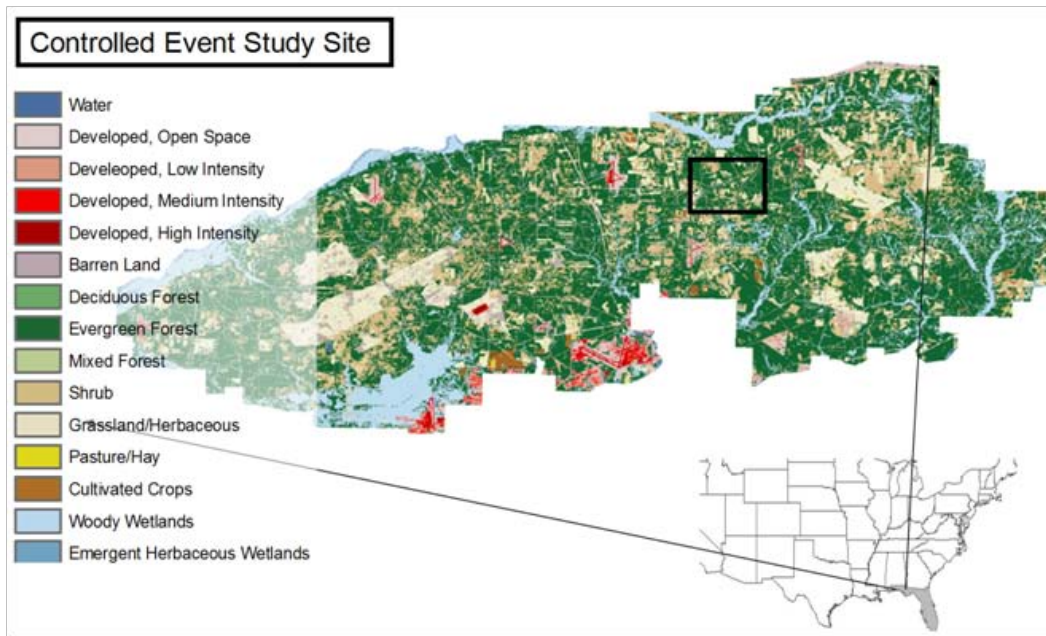 Controlled Event Study Site
Water
Developed, Open Space
Develeoped, Low Intensity
Developed, Medium Intensity
Developed, High Intensity
Barren Land
Deciduous Forest
Evergreen Forest
Mixed Forest
Shrub
Grassland/Herbaceous
Pasture/Hay
Cultivated Crops
Woody Wetlands
Emergent Herbaceous Wetlands